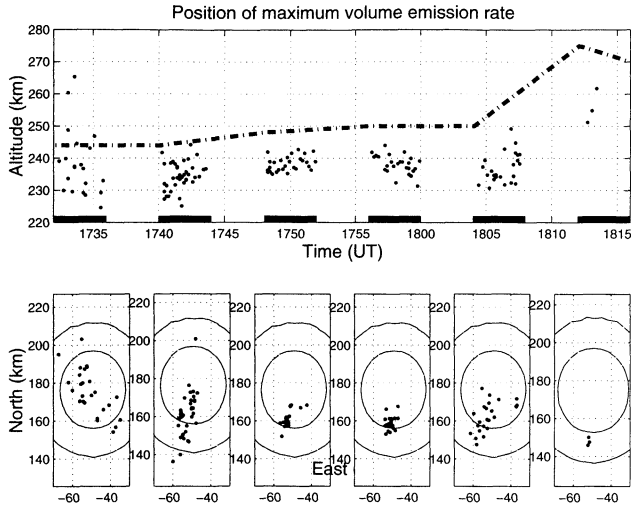 Position of maximum volume emission rate
280
270
260
250
240
230
220
Altitude (km)
1735 1740 1745 1750 1755 1800 1805 1810 1815
Time (UT)
220 220 220 220 220 220
200 200 200 200 200 200
180 180 180 180 180 180
160 160 160 160 160 160
140 140 140 140 140 140
North (km)
East (
−60 −40 −60 −40 −60 −40 −60 −40 −60 −40 −60 −40